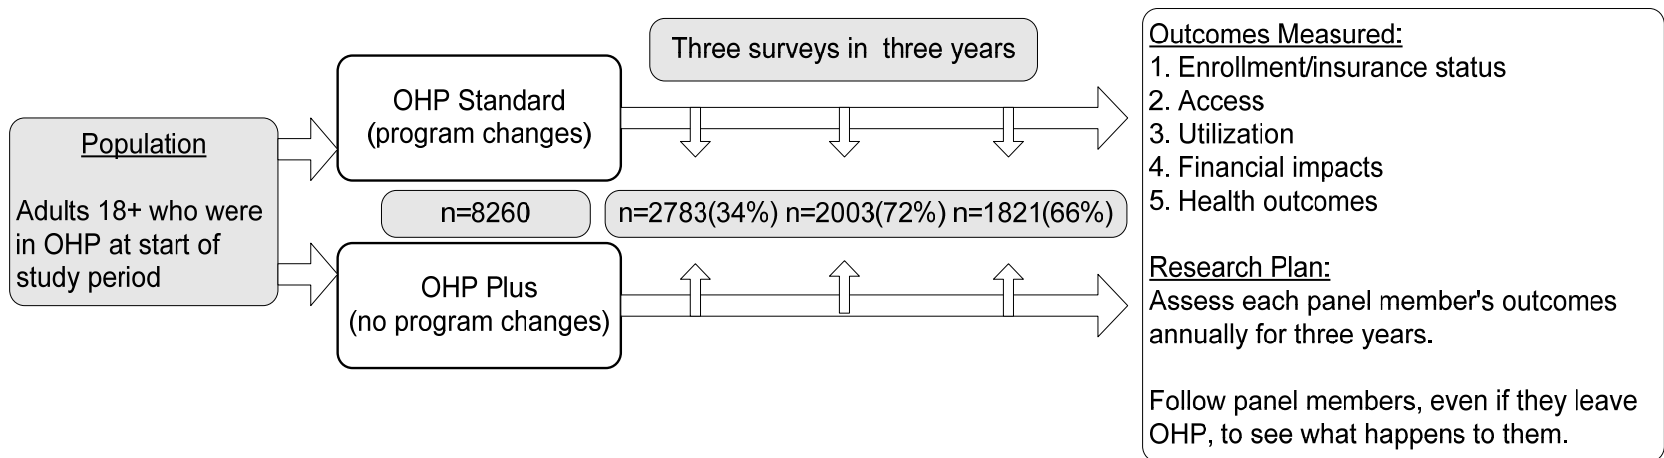 Population
Adults 18+ who were
in OHP at start of
study period
OHP Standard
(program changes)
n=8260
OHP Plus
(no program changes)
Three surveys in three years
n=2783(34%) n=2003(72%) n=1821(66%)
Outcomes Measured:
1. Enrollment/insurance status
2. Access
3. Utilization
4. Financial impacts
5. Health outcomes
Research Plan:
Assess each panel member's outcomes
annually for three years.
Follow panel members, even if they leave
OHP, to see what happens to them.